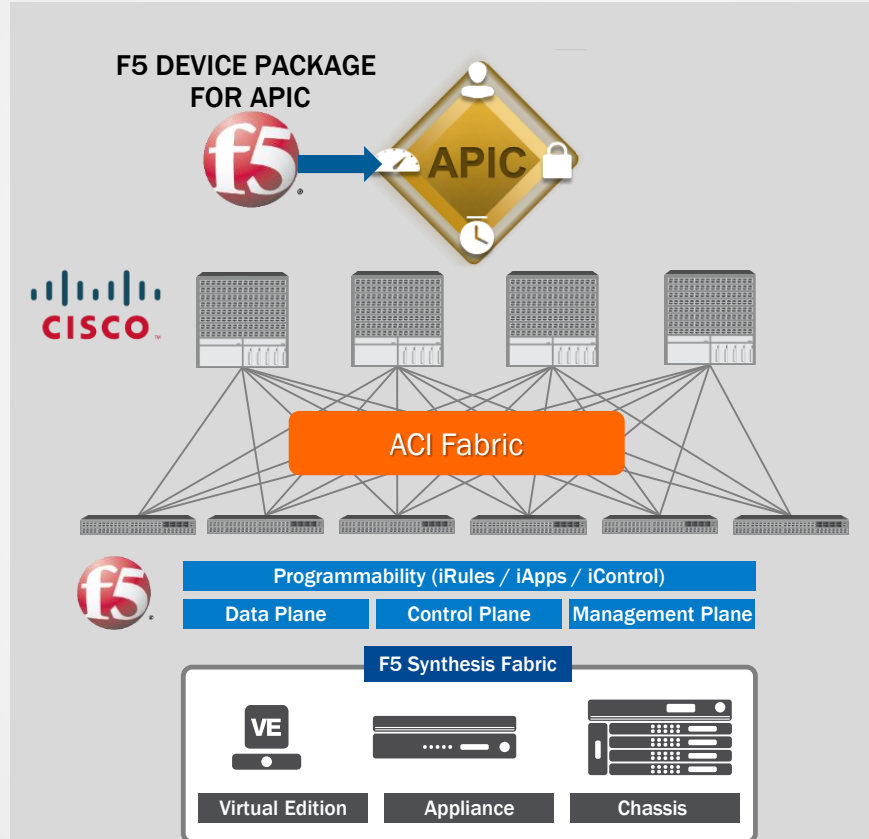 F5 DEVICE PACKAGE
FOR APIC
f5
®
APIC
CISCO™
ACI Fabric
f5
®
Programmability (iRules / iApps / iControl)
Data Plane
Control Plane
Management Plane
F5 Synthesis Fabric
VE
Virtual Edition
Appliance
Chassis